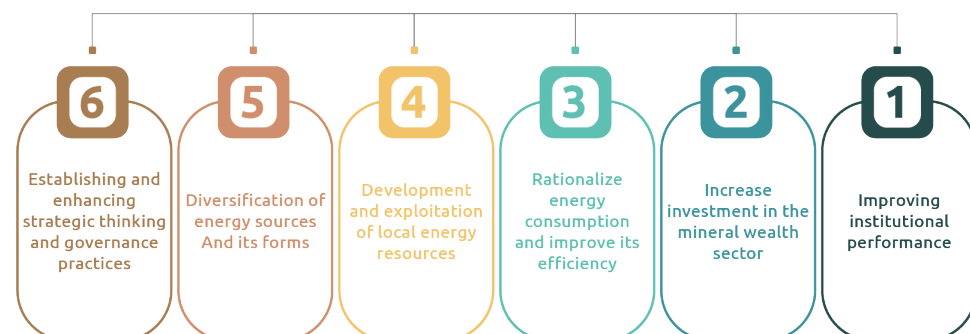 6
Establishing and
enhancing
strategic thinking
and governance
practices
5
Diversification of
energy sources
And its forms
4
Development
and exploitation
of local energy
resources
3
Rationalize
energy
consumption
and improve its
efficiency
2
Increase
investment in the
mineral wealth
sector
1
Improving
institutional
performance